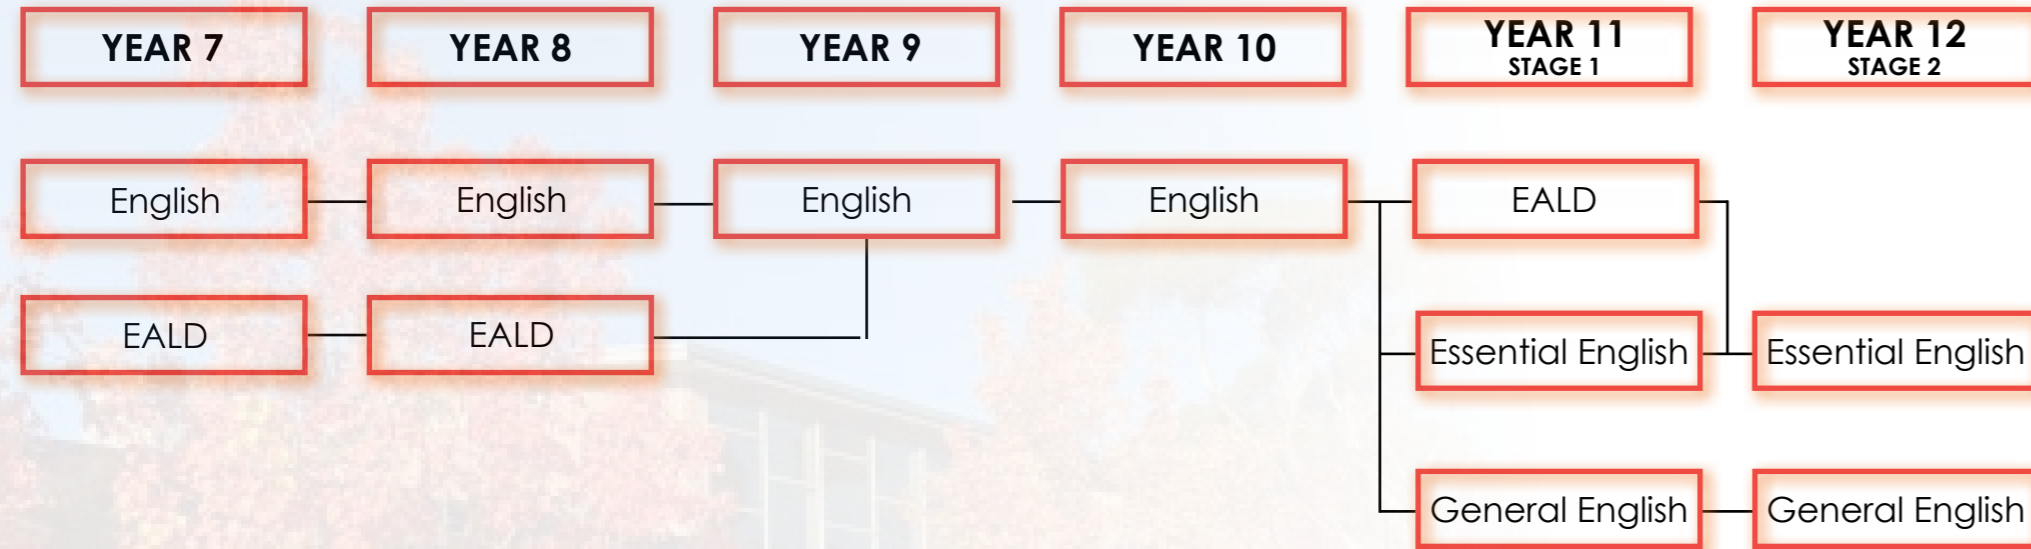 YEAR 7
YEAR 8
YEAR 9
YEAR 10
YEAR 11
STAGE 1
YEAR 12
STAGE 2
English
English
English
English
EALD
EALD
EALD
Essential English
Essential English
General English
General English